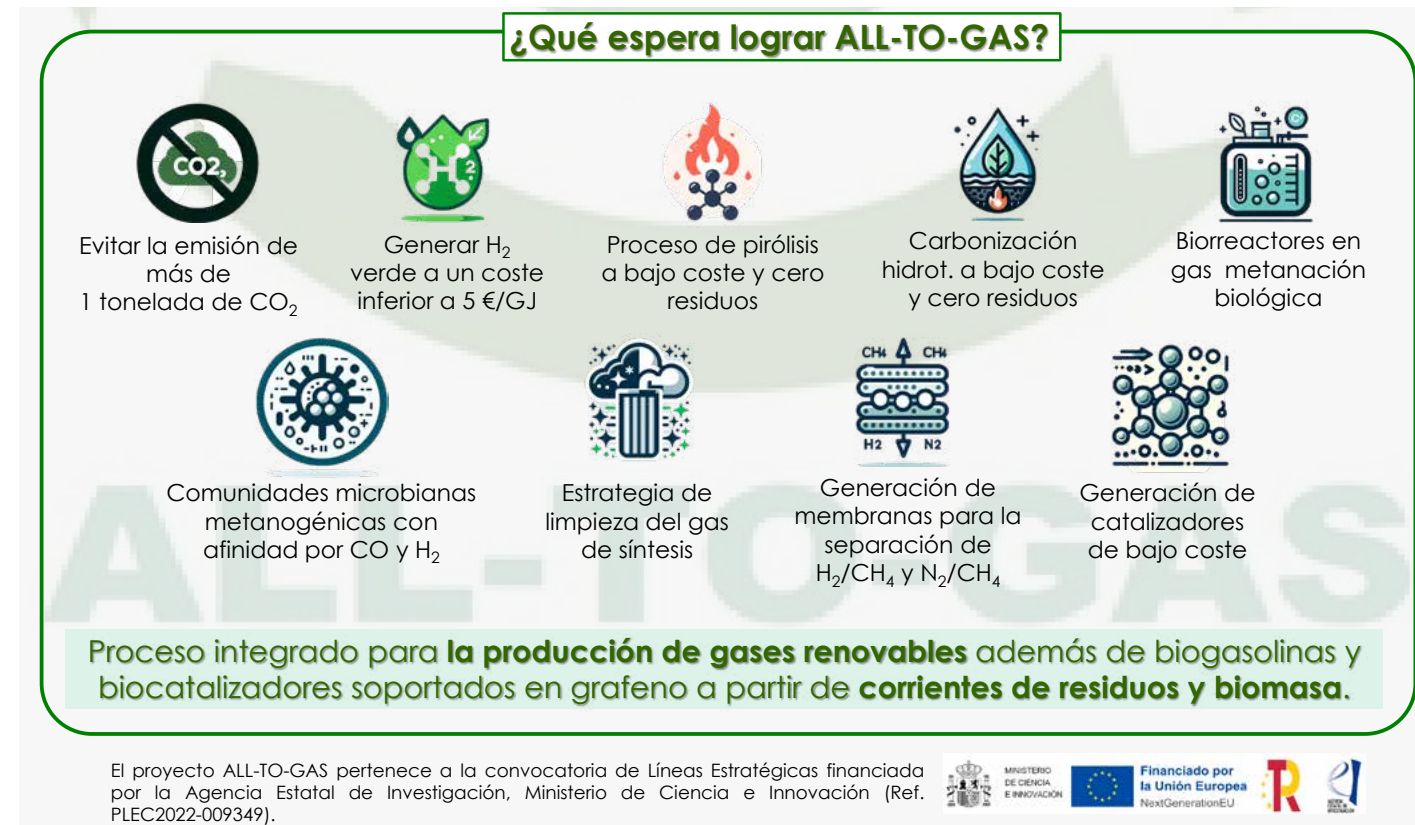 ¿Qué espera lograr ALL-TO-GAS?
CO2,
H2
Evitar la emisión de
más de
1 tonelada de CO₂
Generar H₂
verde a un coste
inferior a 5 €/GJ
Proceso de pirólisis
a bajo coste y cero
residuos
Carbonización
hidrot. a bajo coste
y cero residuos
Biorreactores en
gas metanación
biológica
CH4 CH4
H2 N2
Comunidades microbianas
metanogénicas con
afinidad por CO y H₂
Estrategia de
limpieza del gas
de síntesis
Generación de
membranas para la
separación de
H₂/CH₄ y N₂/CH₄
Generación de
catalizadores
de bajo coste
ALL-TO-GAS
Proceso integrado para la producción de gases renovables además de biogasolinas y
biocatalizadores soportados en grafeno a partir de corrientes de residuos y biomasa.
El proyecto ALL-TO-GAS pertenece a la convocatoria de Líneas Estratégicas financiada
por la Agencia Estatal de Investigación, Ministerio de Ciencia e Innovación (Ref.
PLEC2022-009349).
MINISTERIO
DE CIENCIA
E INNOVACIÓN
Financiado por
la Unión Europea
NextGenerationEU